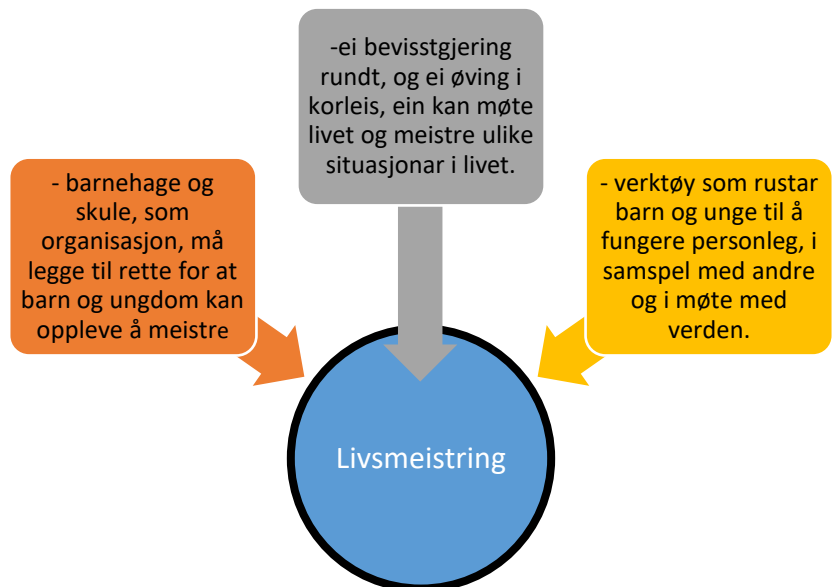 -ei bevisstgjering
rundt, og ei øving i
korleis, ein kan møte
livet og meistre ulike
situasjonar i livet.
- barnehage og
skule, som
organisasjon, må
legge til rette for at
barn og ungdom kan
oppleve å meistre
- verktøy som rustar
barn og unge til å
fungere personleg, i
samspel med andre
og i møte med
verden.
Livsmeistring